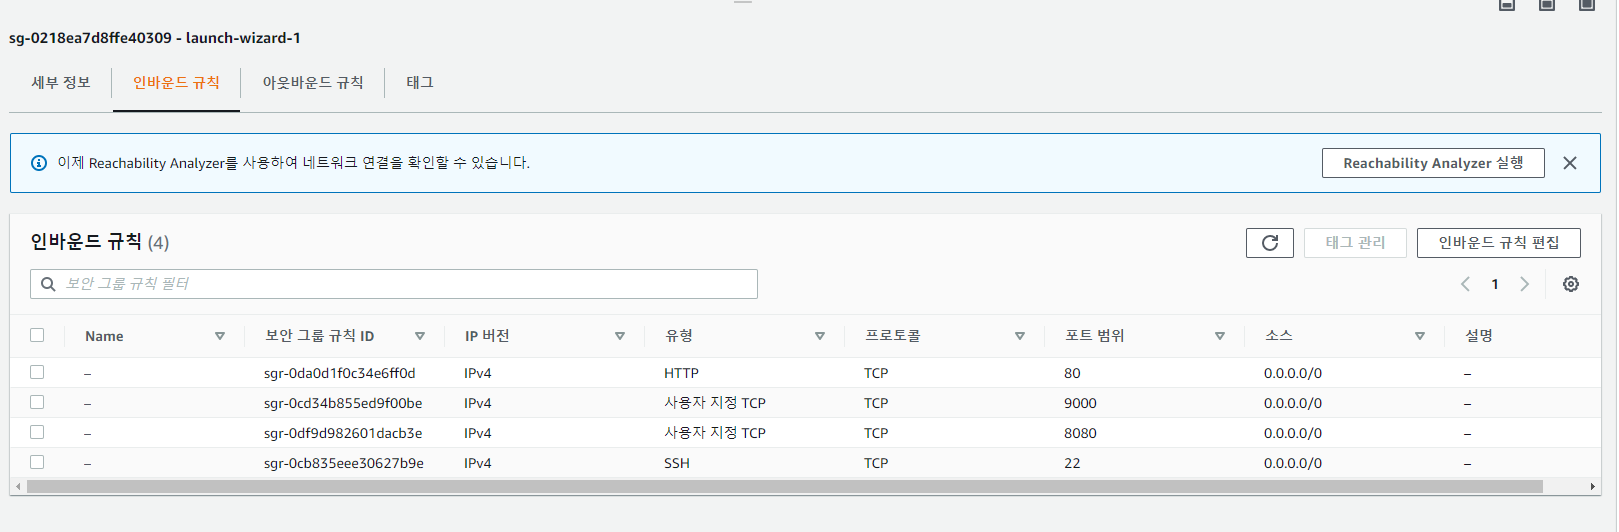 sg-0218ea7d8ffe40309 - launch-wizard-1
세부 정보 인바운드 규칙 아웃바운드 규칙 태그
이제 Reachability Analyzer를 사용하여 네트워크 연결을 확인할 수 있습니다. Reachability Analyzer 실행
인바운드 규칙 (4) 태그 관리 인바운드 규칙 편집
보안 그룹 규칙 필터 1
Name 보안 그룹 규칙 ID IP 버전 유형 프로토콜 포트 범위 소스 설명
– sgr-0da0d1f0c34e6ff0d IPv4 HTTP TCP 80 0.0.0.0/0 –
– sgr-0cd34b855ed9f00be IPv4 사용자 지정 TCP TCP 9000 0.0.0.0/0 –
– sgr-0df9d982601dacb3e IPv4 사용자 지정 TCP TCP 8080 0.0.0.0/0 –
– sgr-0cb835eee30627b9e IPv4 SSH TCP 22 0.0.0.0/0 –